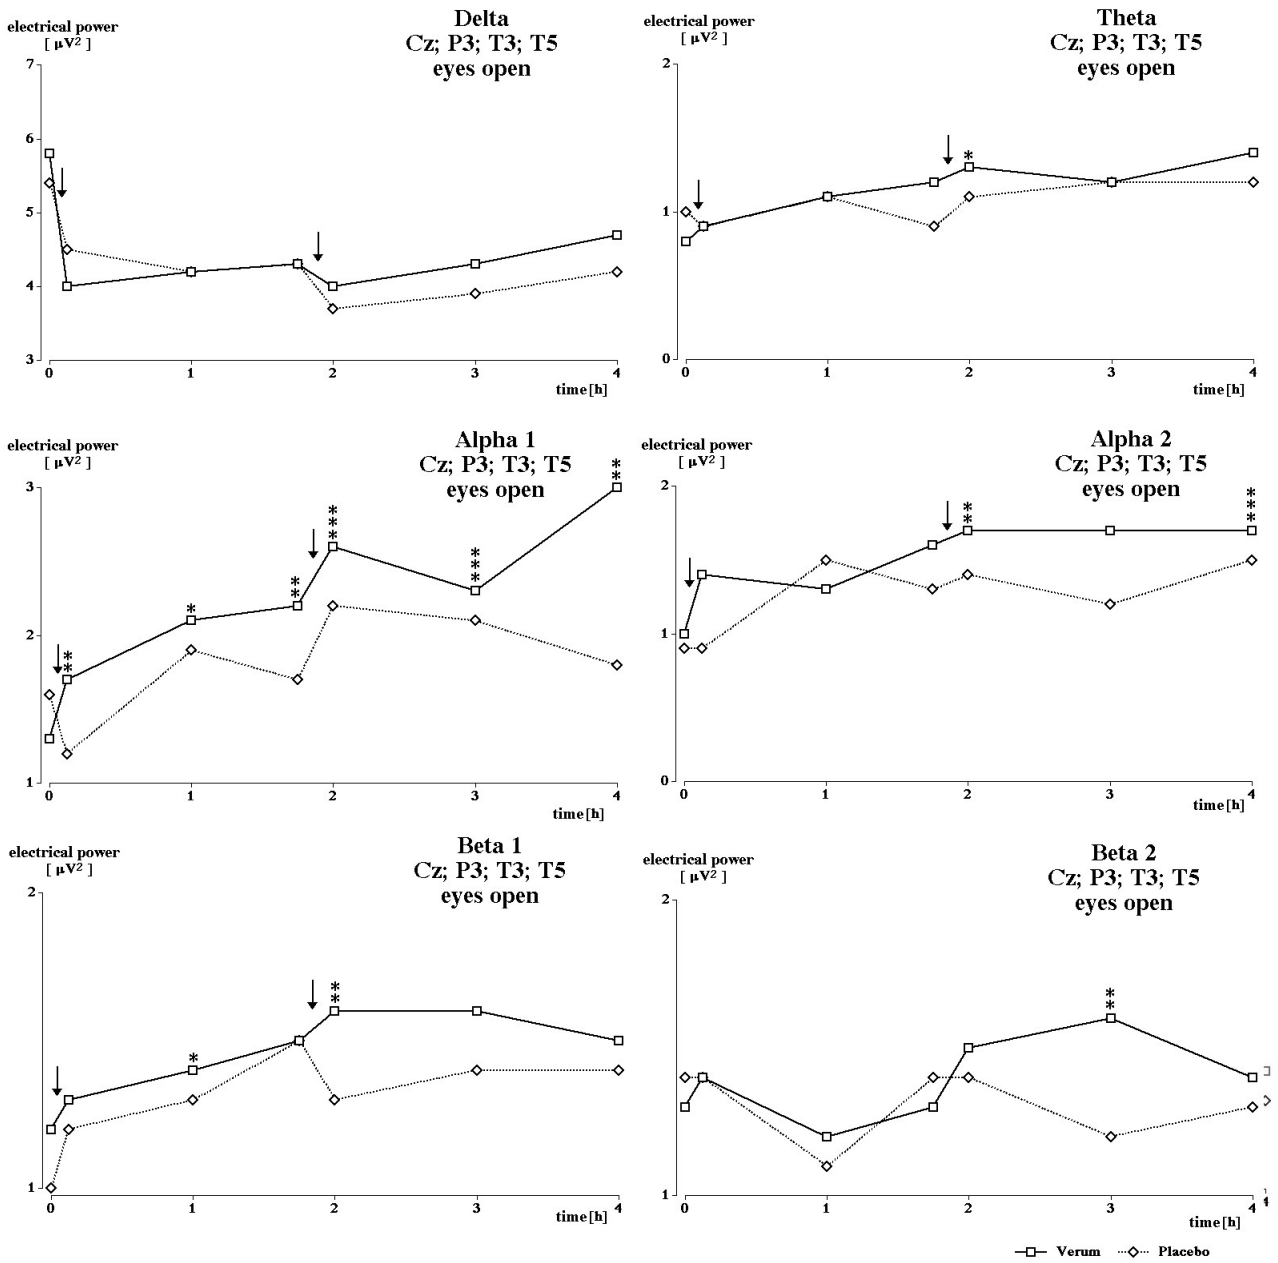 electrical power
[ µV² ]
Delta
Cz; P3; T3; T5
eyes open
7
6
5
4
3
0 1 2 3 4
time [h]
electrical power
[ µV² ]
Theta
Cz; P3; T3; T5
eyes open
2
1
0
*
0 1 2 3 4
time [h]
electrical power
[ µV² ]
Alpha 1
Cz; P3; T3; T5
eyes open
3
2
1
**
*
**
***
***
**
0 1 2 3 4
time [h]
electrical power
[ µV² ]
Alpha 2
Cz; P3; T3; T5
eyes open
2
1
0
**
***
0 1 2 3 4
time [h]
electrical power
[ µV² ]
Beta 1
Cz; P3; T3; T5
eyes open
2
1
*
**
0 1 2 3 4
time [h]
electrical power
[ µV² ]
Beta 2
Cz; P3; T3; T5
eyes open
2
1
**
0 1 2 3 4
time [h]
Verum Placebo